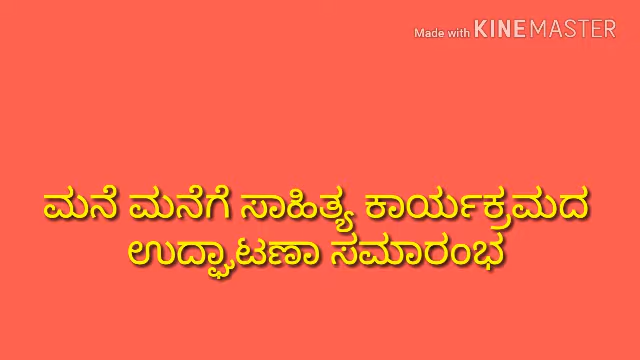 Made with KINEMASTER
ಮನೆ ಮನೆಗೆ ಸಾಹಿತ್ಯ ಕಾರ್ಯಕ್ರಮದ
ಉದ್ಘಾಟಣಾ ಸಮಾರಂಭ